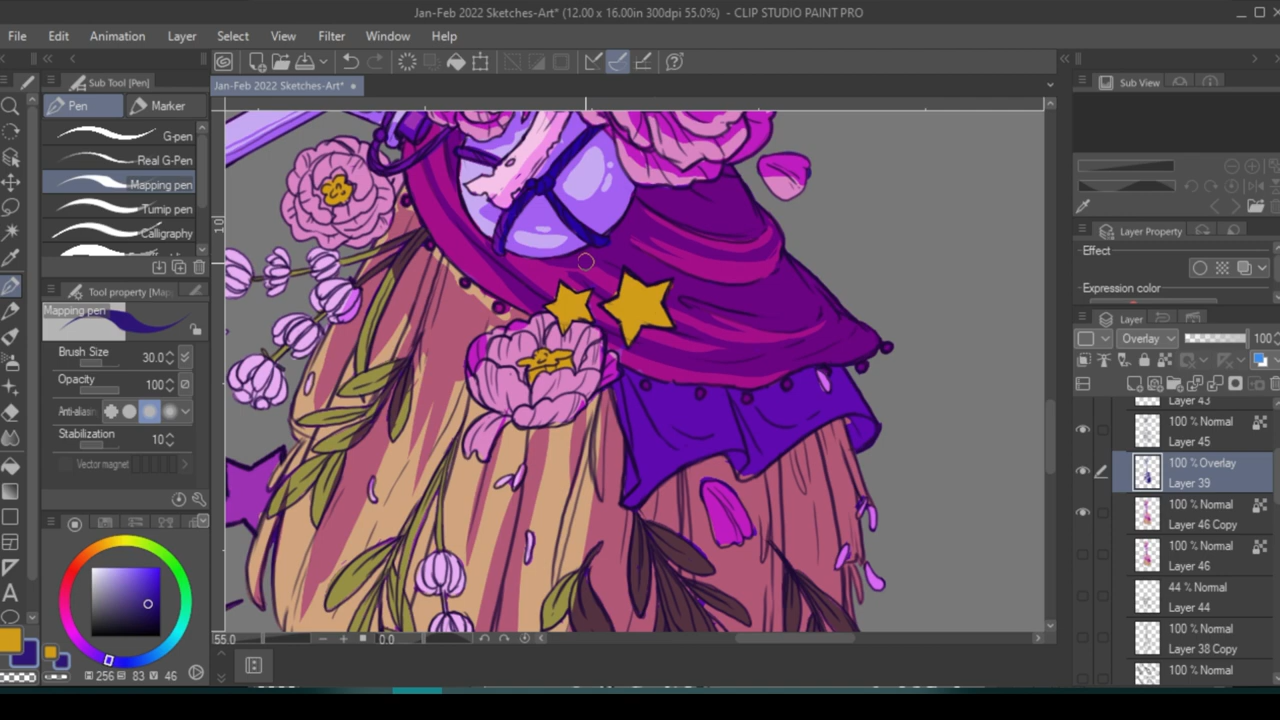 Jan-Feb 2022 Sketches-Art* (12.00 x 16.00in 300dpi 55.0%) - CLIP STUDIO PAINT PRO
File Edit Animation Layer Select View Filter Window Help
Sub Tool [Pen]
Jan-Feb 2022 Sketches-Art*
Sub View
Pen Marker
G-pen
Real G-Pen
Mapping pen
Turnip pen
Calligraphy
10
Layer Property
Effect
Expression color
Tool property [Ma
Mapping pen
Layer
Brush Size 30.0
Overlay 100
Opacity 100
Anti-alias
Stabilization 10
Vector magnet
Layer 43
100 % Normal
Layer 45
100 % Overlay
Layer 39
100 % Normal
Layer 46 Copy
100 % Normal
Layer 46
44 % Normal
Layer 44
100 % Normal
Layer 38 Copy
100 % Normal
55.0 0.0
H 256 S 83 V 46
A